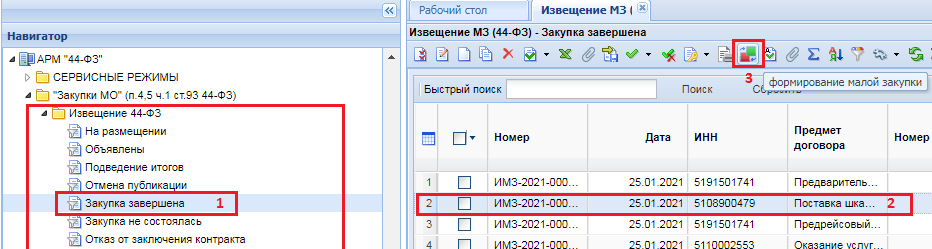 Навигатор
АРМ "44-ФЗ"
СЕРВИСНЫЕ РЕЖИМЫ
"Закупки МО" (п.4,5 ч.1 ст.93 44-ФЗ)
Извещение 44-ФЗ
На размещении
Объявлены
Подведение итогов
Отмена публикации
Закупка завершена 1
Закупка не состоялась
Отказ от заключения контракта
Рабочий стол
Извещение МЗ (
Извещение МЗ (44-ФЗ) - Закупка завершена
3
формирование малой закупки
Быстрый поиск Поиск
Номер Дата ИНН Предмет договора Номер
1 ИМЗ-2021-000... 25.01.2021 5191501741 Предваритель...
2 ИМЗ-2021-000... 25.01.2021 5108900479 Поставка шка... 2
3 ИМЗ-2021-000... 25.01.2021 5191501741 Предрейсовый...
4 ИМЗ-2021-000... 25.01.2021 5110002553 Оказание услуг...